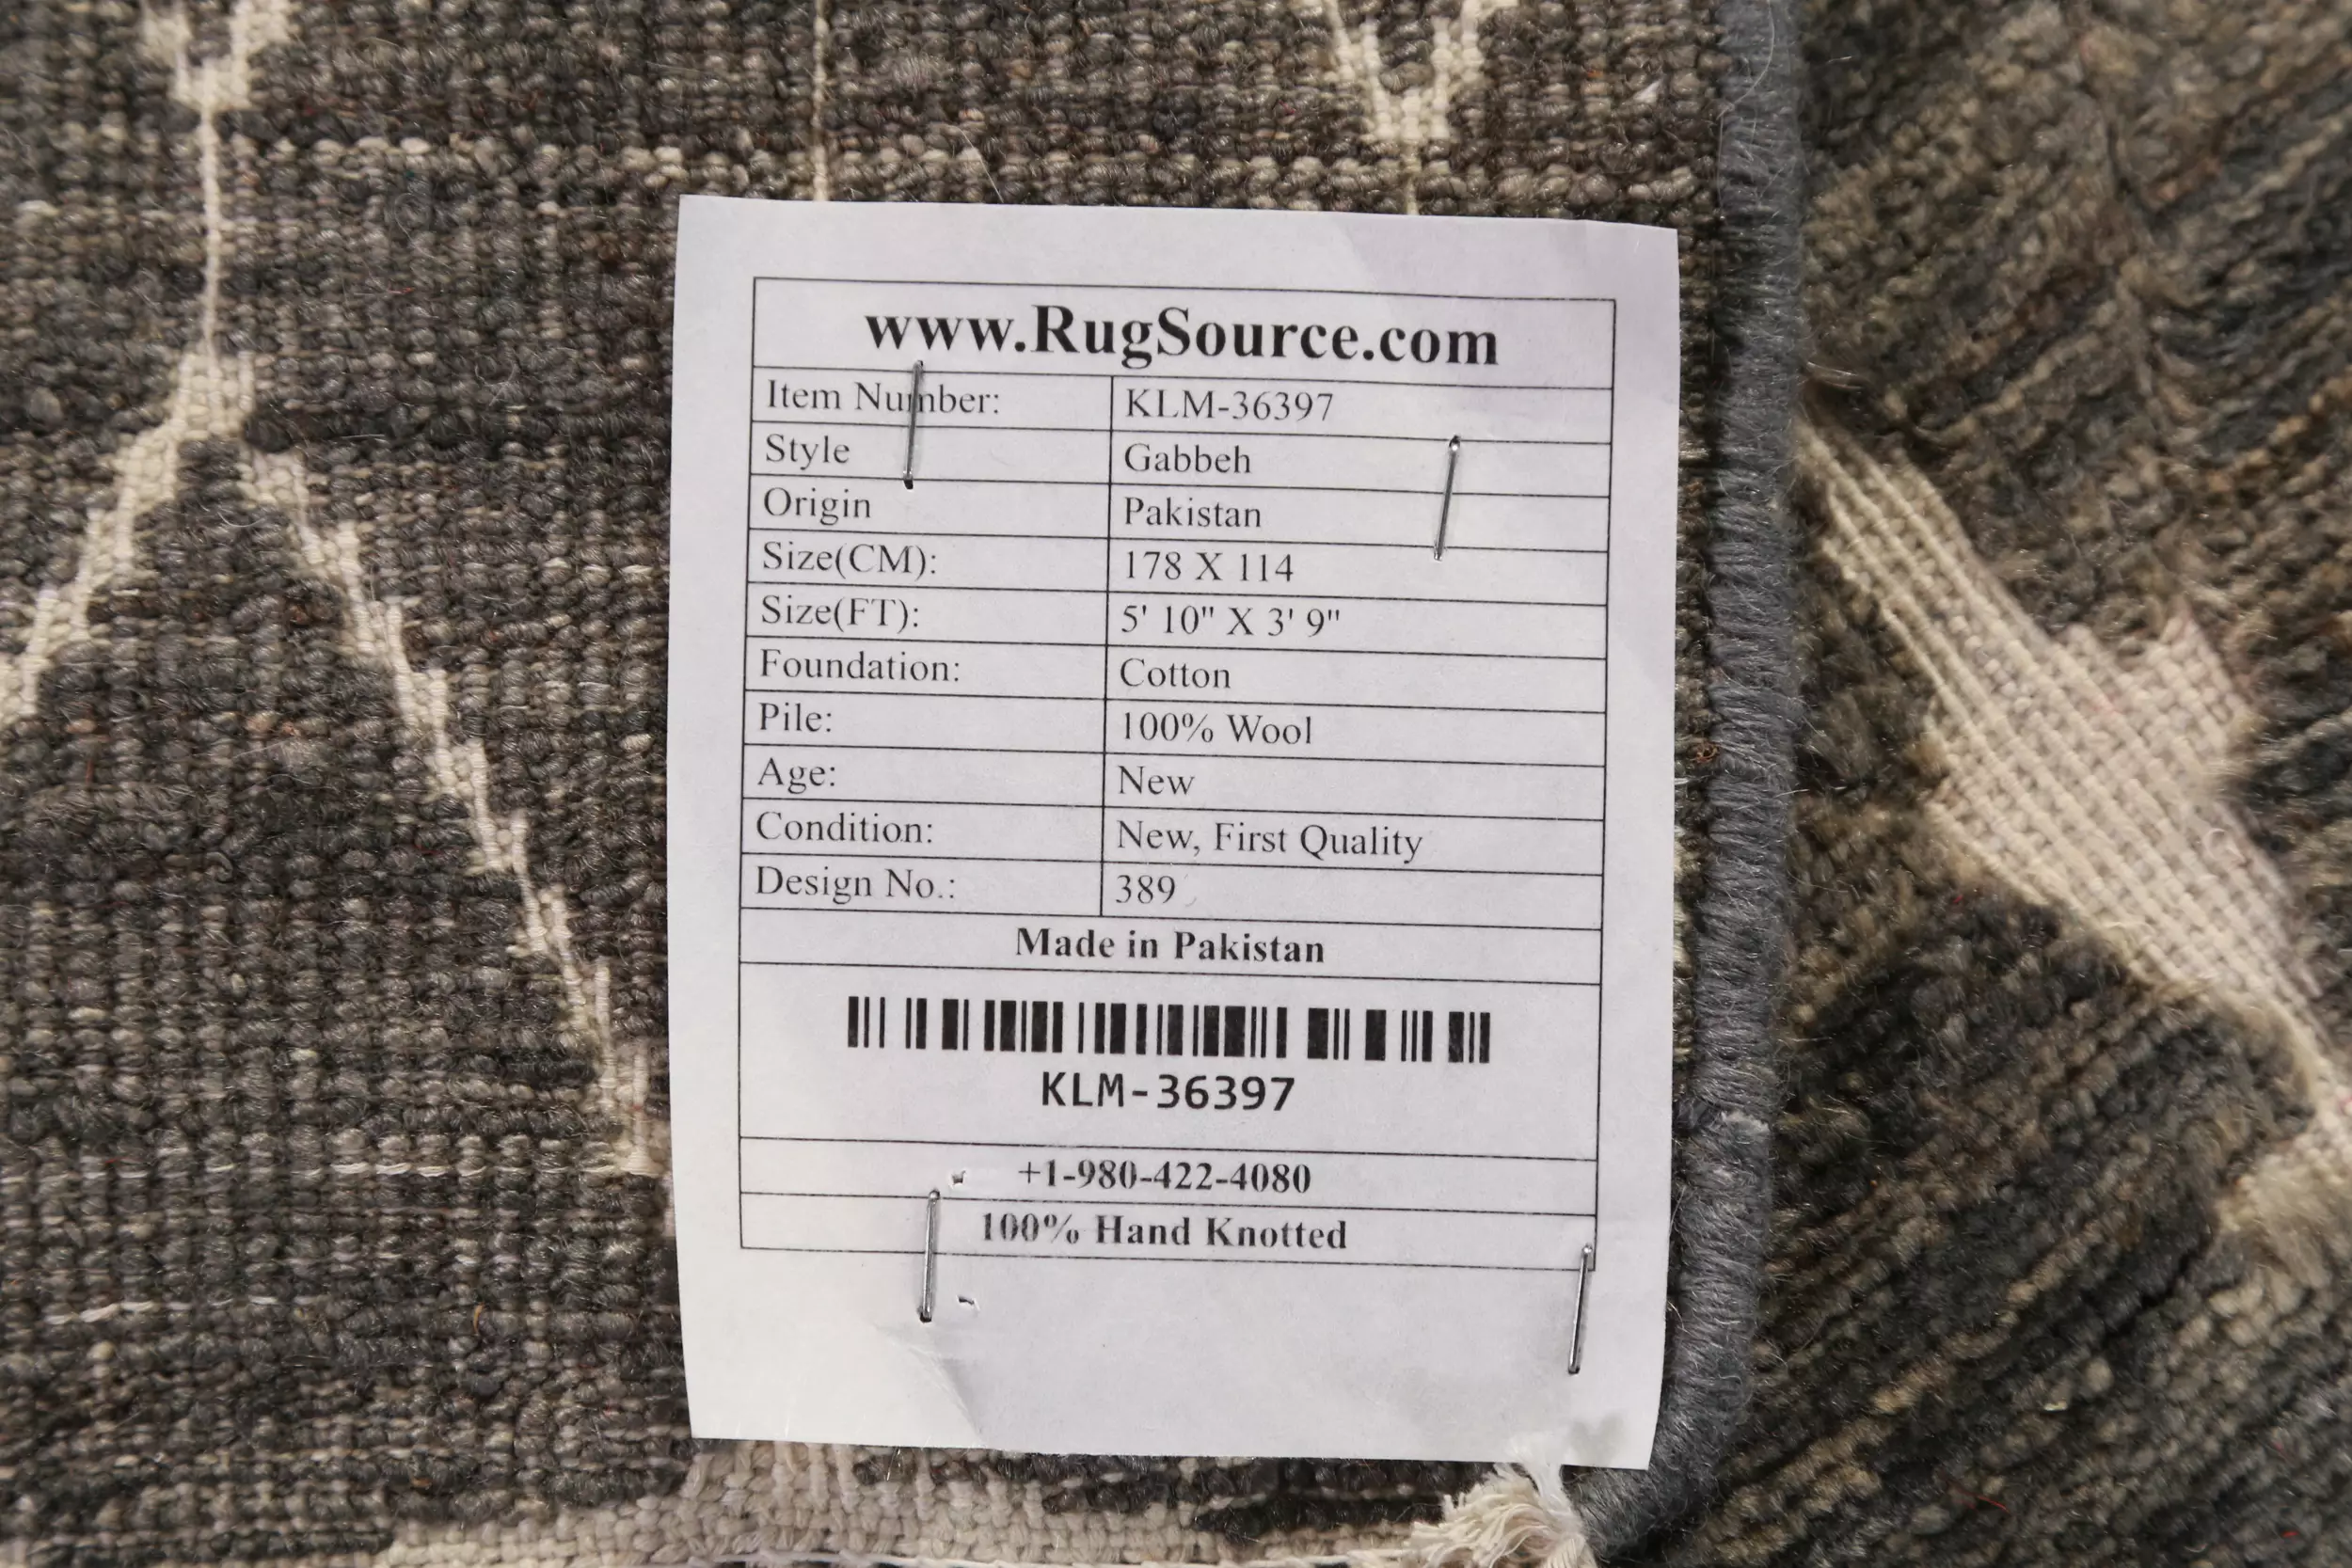 www.RugSource.com
Item Number: KLM-36397
Style Gabbeh
Origin Pakistan
Size(CM): 178 X 114
Size(FT): 5' 10" X 3' 9"
Foundation: Cotton
Pile: 100% Wool
Age: New
Condition: New, First Quality
Design No.: 389
Made in Pakistan
KLM-36397
+1-980-422-4080
100% Hand Knotted